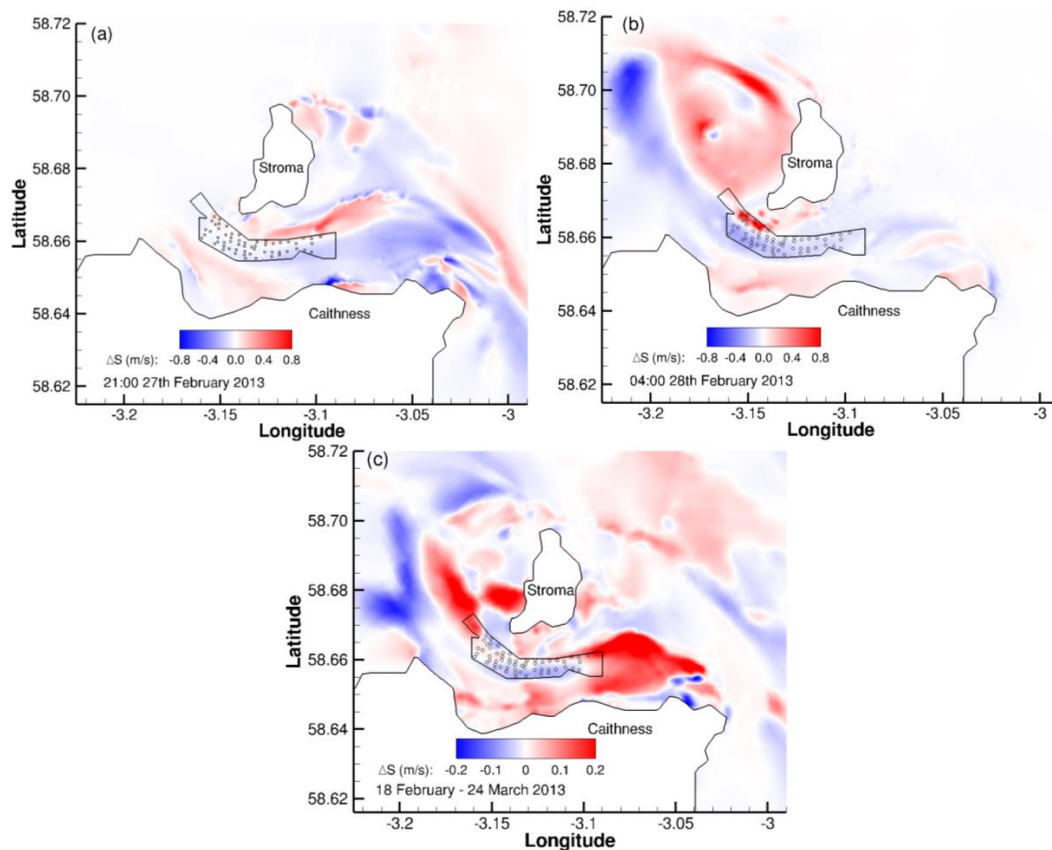 (a)
58.72
58.70
58.68
58.66
58.64
58.62
Latitude
Stroma
Caithness
ΔS (m/s): -0.8 -0.4 0.0 0.4 0.8
21:00 27th February 2013
-3.2 -3.15 -3.1 -3.05 -3
Longitude
(b)
58.72
58.70
58.68
58.66
58.64
58.62
Latitude
Stroma
Caithness
ΔS (m/s): -0.8 -0.4 0.0 0.4 0.8
04:00 28th February 2013
-3.2 -3.15 -3.1 -3.05 -3
Longitude
(c)
58.72
58.70
58.68
58.66
58.64
58.62
Latitude
Stroma
Caithness
ΔS (m/s): -0.2 -0.1 0 0.1 0.2
18 February - 24 March 2013
-3.2 -3.15 -3.1 -3.05 -3
Longitude